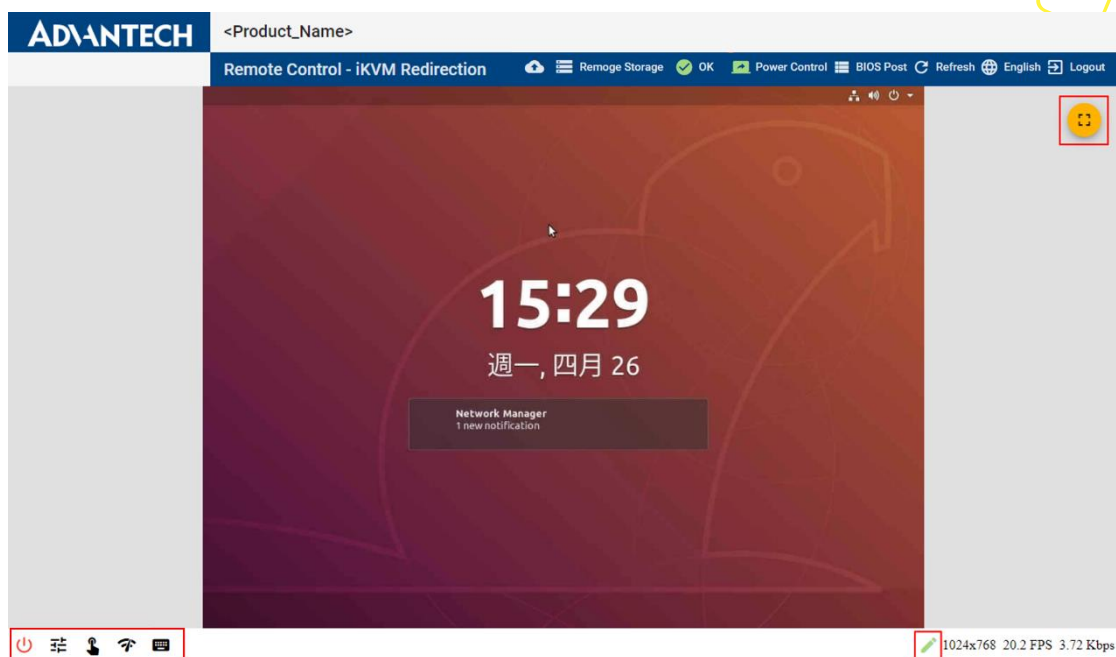 ADVANTECH
<Product_Name>
Remote Control - iKVM Redirection
Remoge Storage
OK
Power Control
BIOS Post
Refresh
English
Logout
15:29
週一, 四月 26
Network Manager
1 new notification
1024x768 20.2 FPS 3.72 Kbps